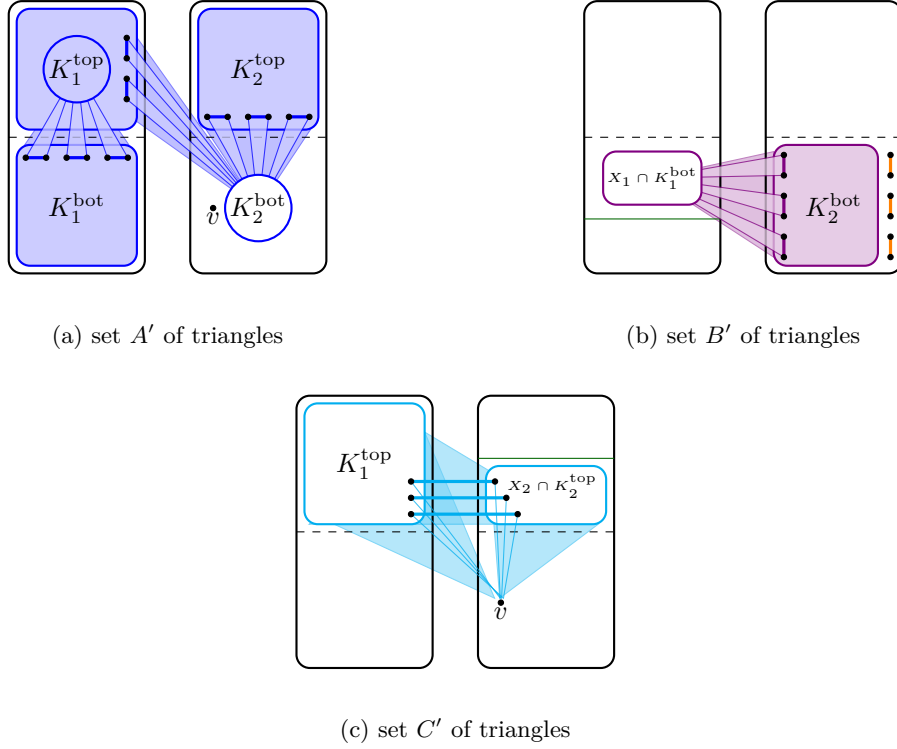 K_1^top K_2^top
K_1^bot v K_2^bot
X_1 ∩ K_1^bot K_2^bot
(a) set A′ of triangles
(b) set B′ of triangles
K_1^top X_2 ∩ K_2^top
v
(c) set C′ of triangles